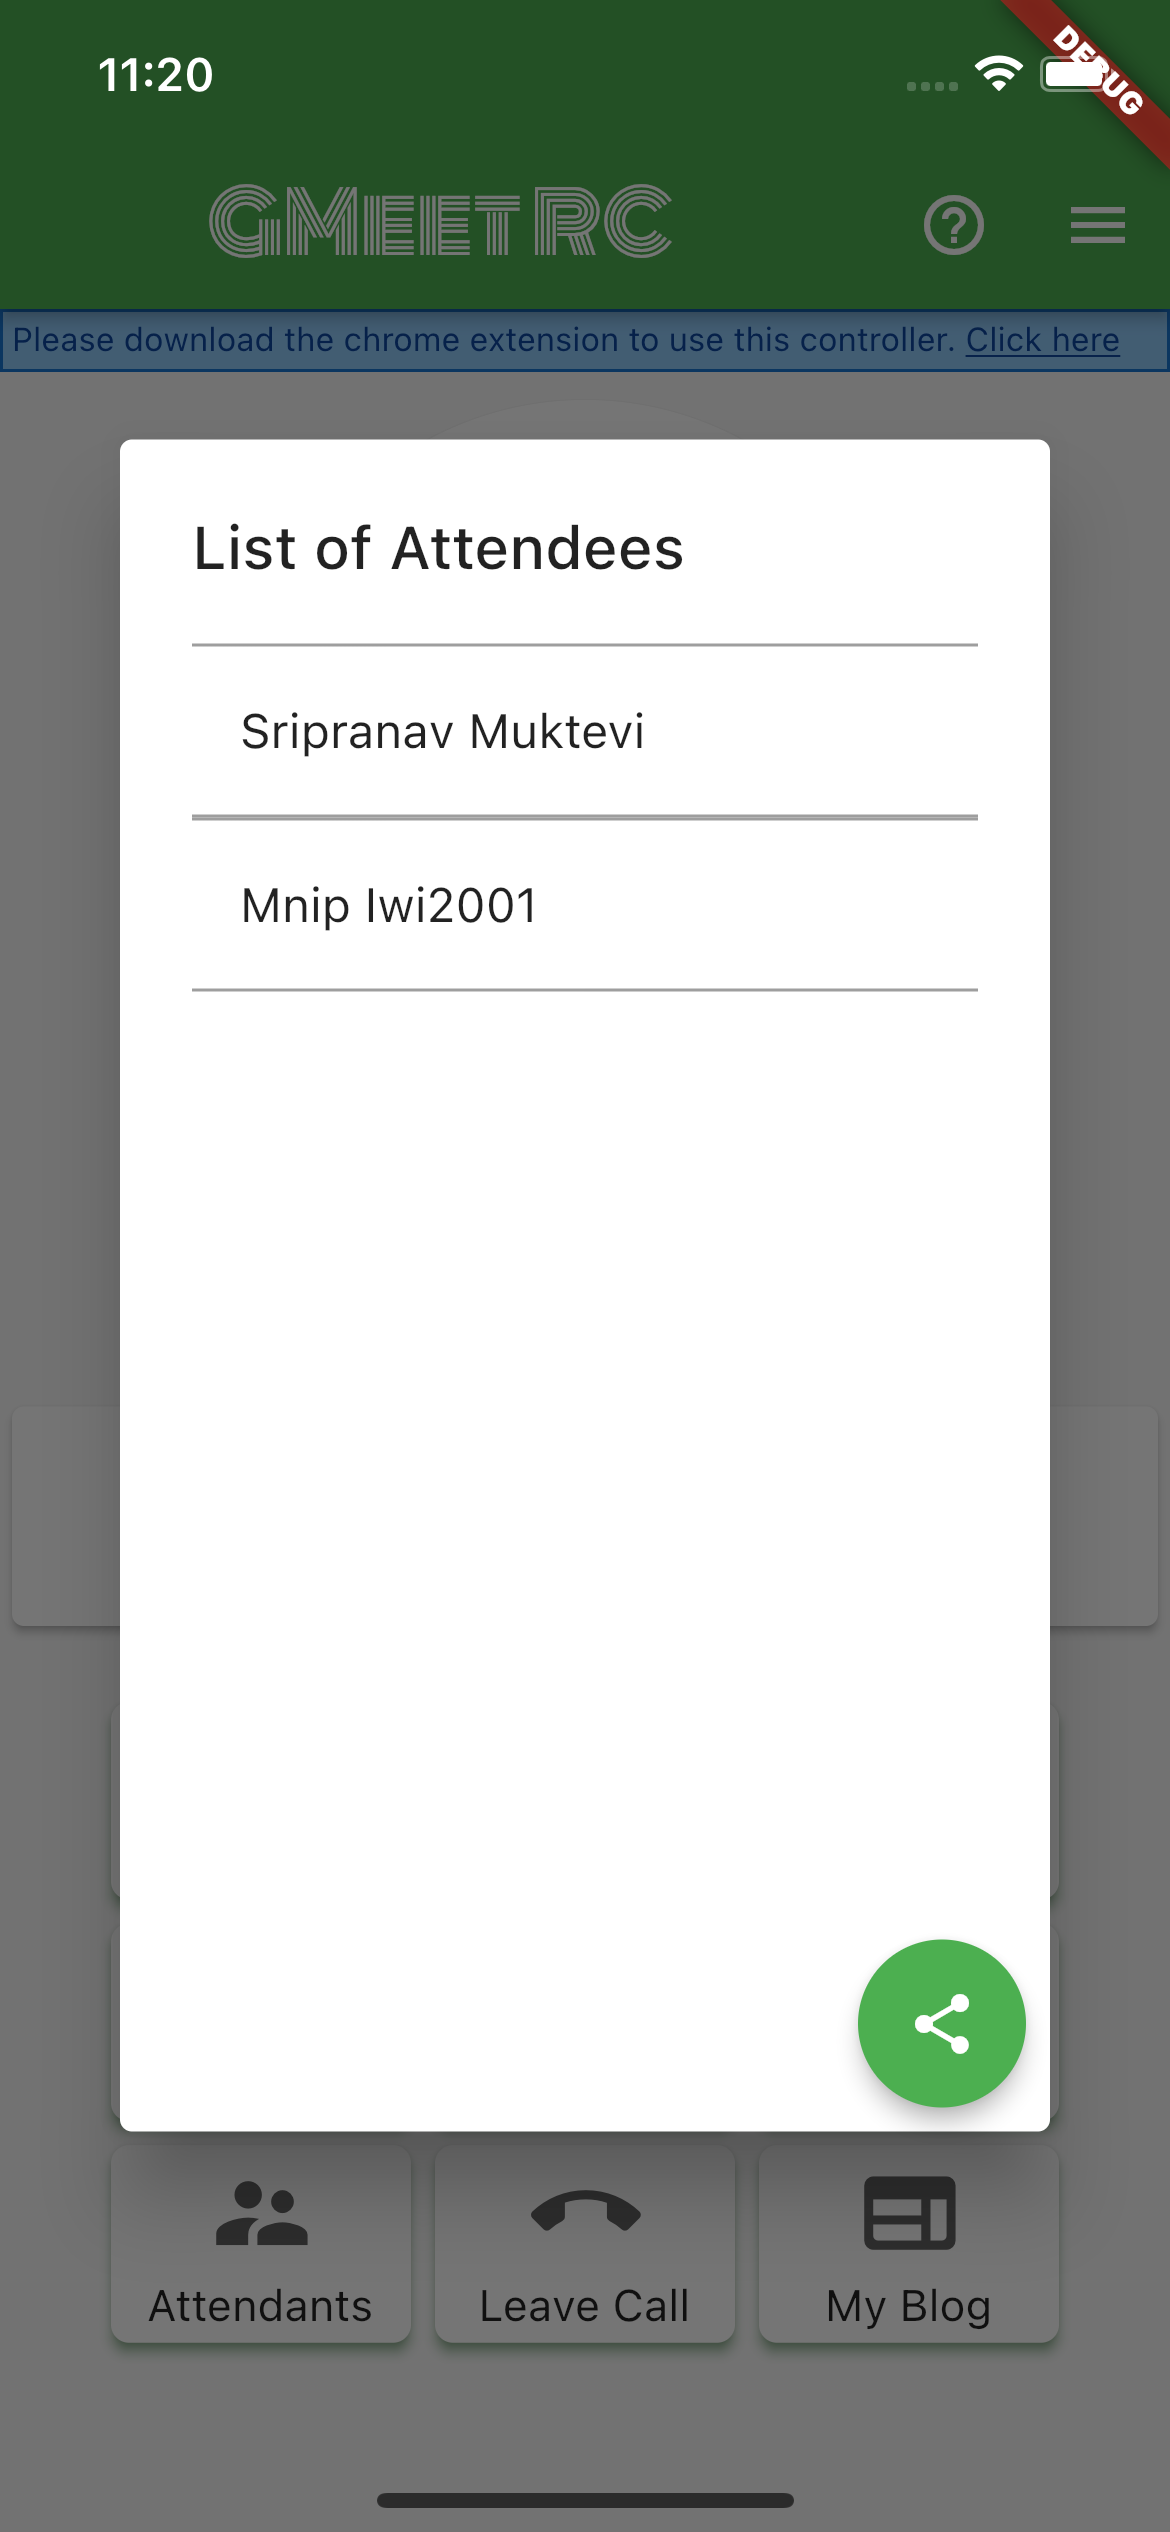 11:20
DEBUG
GMEET RC
Please download the chrome extension to use this controller. Click here
List of Attendees
Sripranav Muktevi
Mnip Iwi2001
Attendants
Leave Call
My Blog